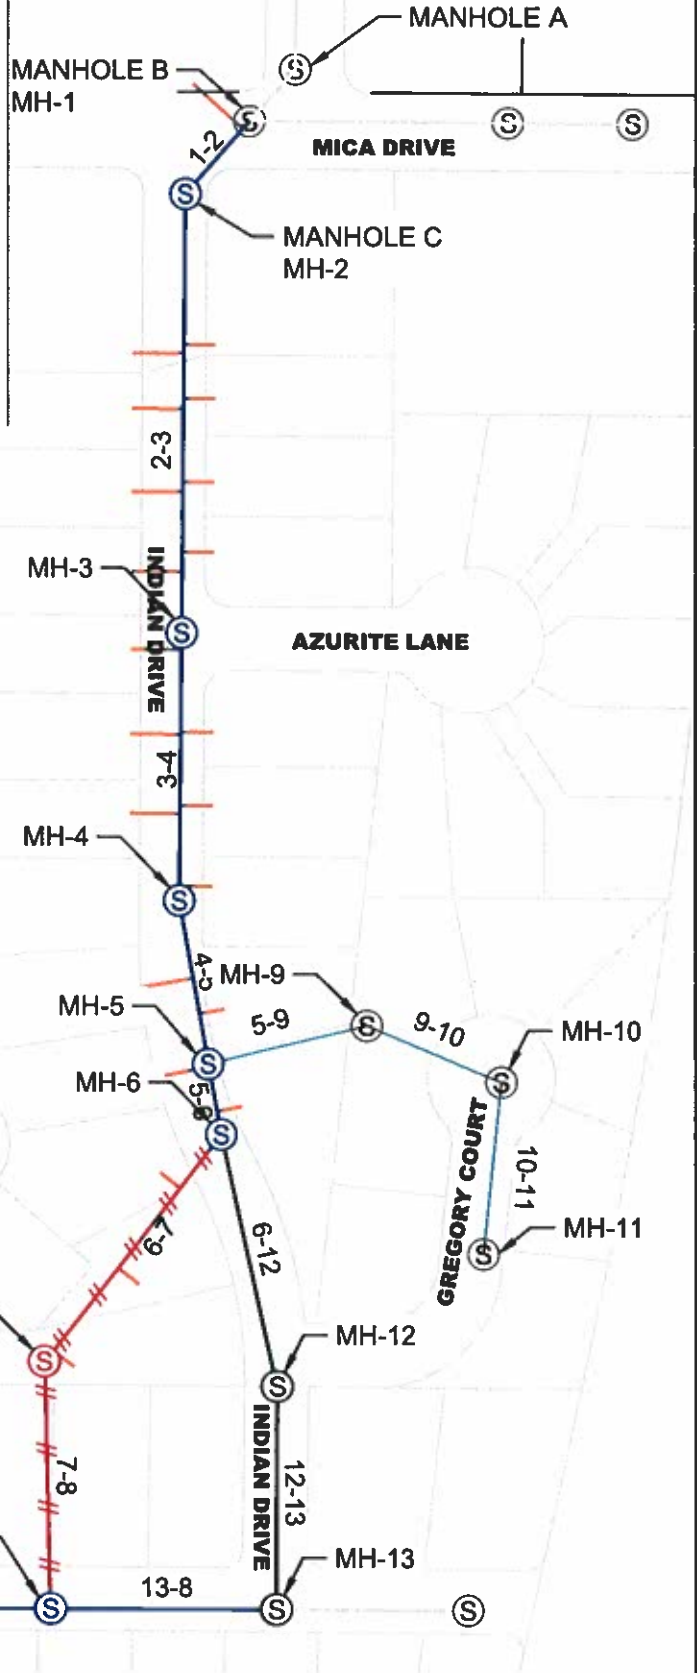 MANHOLE A
MANHOLE B
MH-1
S
S
S
S
1-2
MICA DRIVE
S
MANHOLE C
MH-2
2-3
MH-3
INDIAN DRIVE
S
AZURITE LANE
3-4
MH-4
S
4-5
MH-9
MH-5
5-9
S
9-10
MH-10
S
S
MH-6
5-6
S
GREGORY COURT
10-11
6-7
6-12
MH-11
S
MH-12
S
S
INDIAN DRIVE
12-13
7-8
MH-13
13-8
S
S
S